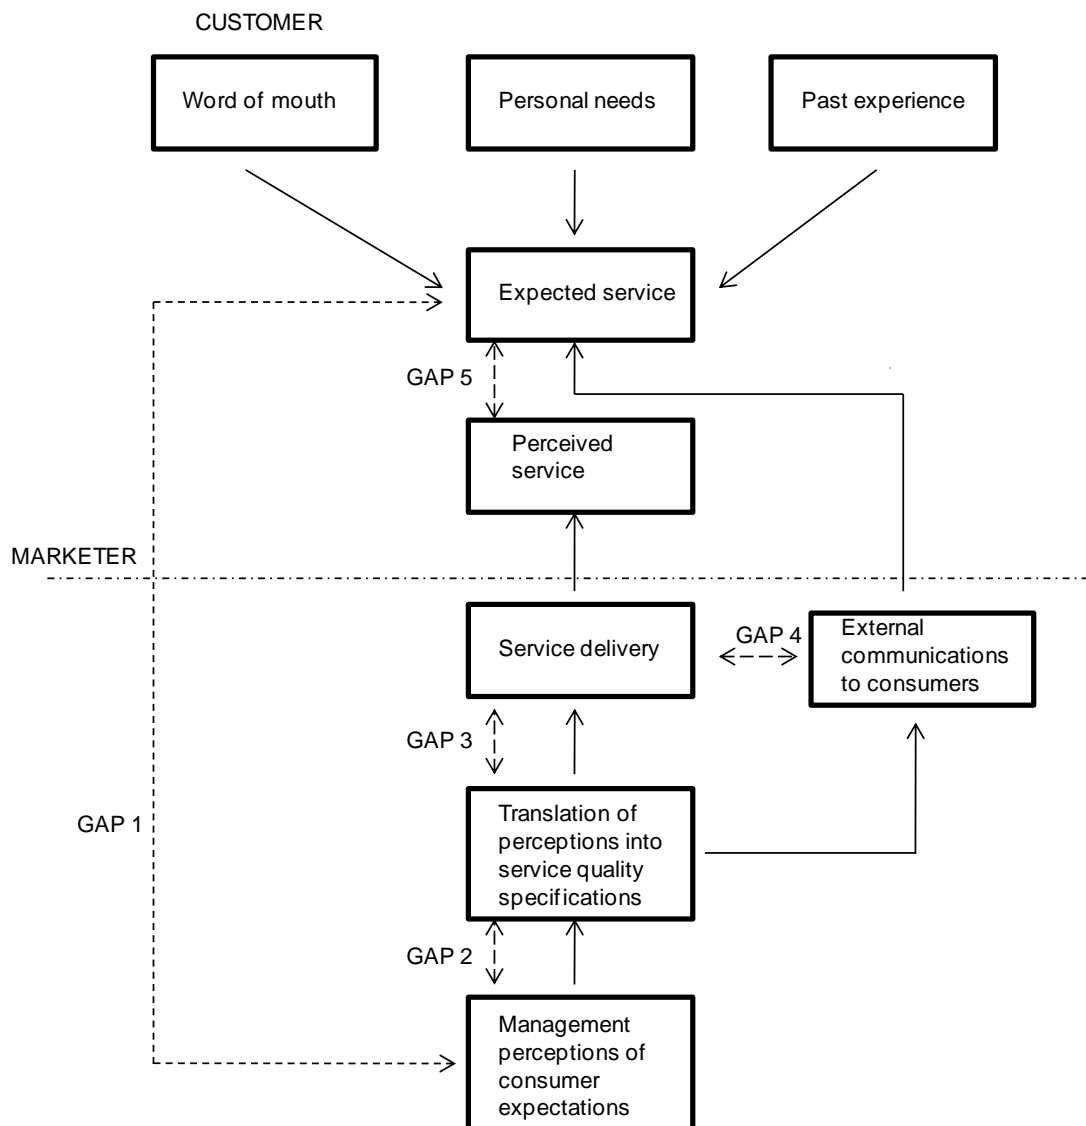 CUSTOMER
Word of mouth
Personal needs
Past experience
Expected service
GAP 5
Perceived
service
MARKETER
Service delivery
GAP 4
External
communications
to consumers
GAP 3
GAP 1
Translation of
perceptions into
service quality
specifications
GAP 2
Management
perceptions of
consumer
expectations